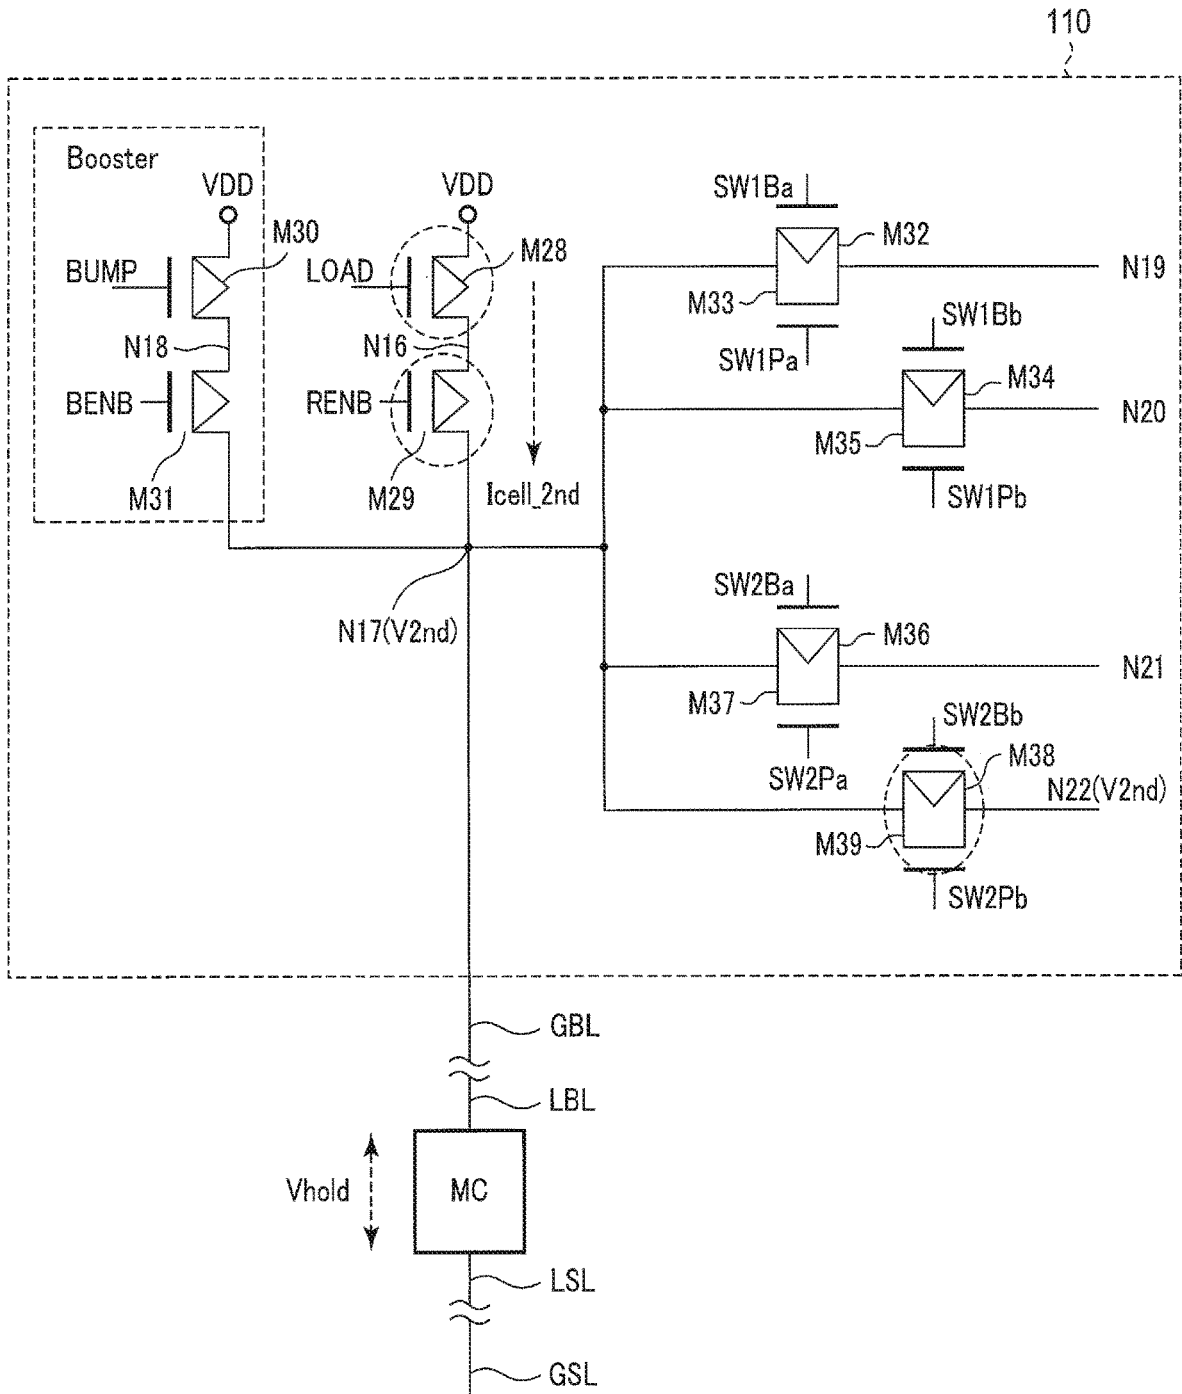 110
Booster
VDD
M30
BUMP
N18
BENB
M31
VDD
M28
LOAD
N16
RENB
M29
Icell_2nd
N17(V2nd)
SW1Ba
M32
N19
M33
SW1Pa
SW1Bb
M34
N20
M35
SW1Pb
SW2Ba
M36
N21
M37
SW2Pa
SW2Bb
M38
N22(V2nd)
M39
SW2Pb
GBL
LBL
Vhold
MC
LSL
GSL